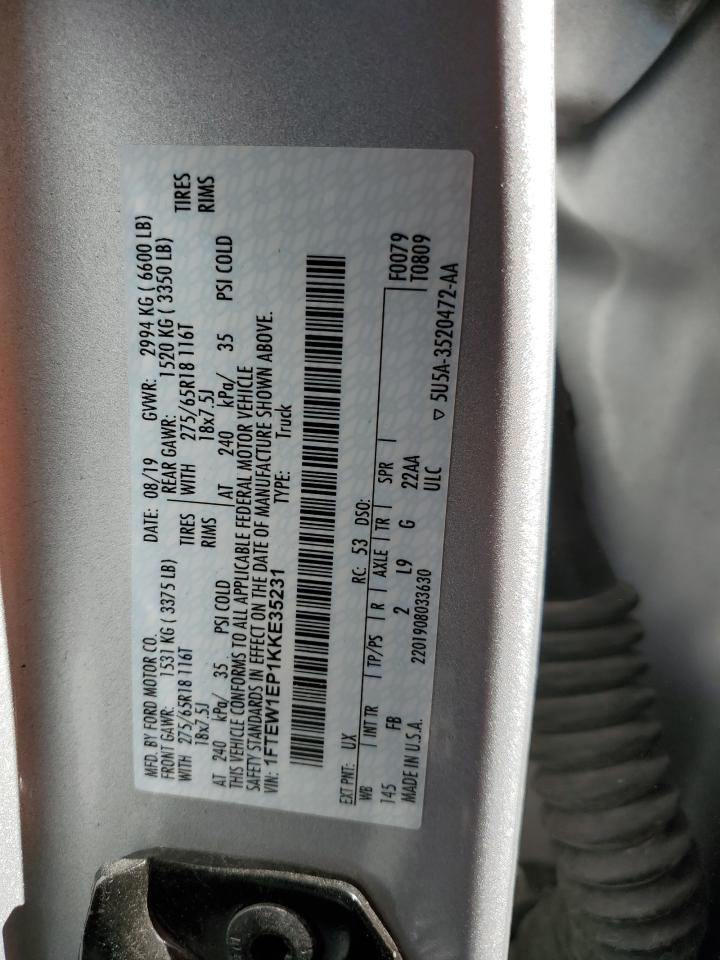 MFD. BY FORD MOTOR CO. DATE: 08/19 GVWR: 2994 KG ( 6600 LB)
FRONT GAWR: 1531 KG ( 3375 LB) REAR GAWR: 1520 KG ( 3350 LB)
WITH 275/65R18 116T TIRES WITH 275/65R18 116T TIRES
18x7.5J RIMS 18x7.5J RIMS
AT 240 kPa/ 35 PSI COLD AT 240 kPa/ 35 PSI COLD
THIS VEHICLE CONFORMS TO ALL APPLICABLE FEDERAL MOTOR VEHICLE
SAFETY STANDARDS IN EFFECT ON THE DATE OF MANUFACTURE SHOWN ABOVE.
VIN: 1FTEW1EP1KKE35231 TYPE: Truck
EXT PNT: UX RC: 53 DSO:
WB INT TR TP/PS R AXLE TR SPR F0079
145 FB 2 L9 G 22AA T0809
MADE IN U.S.A. 2201908033630 ULC ▽ 5U5A-3520472-AA